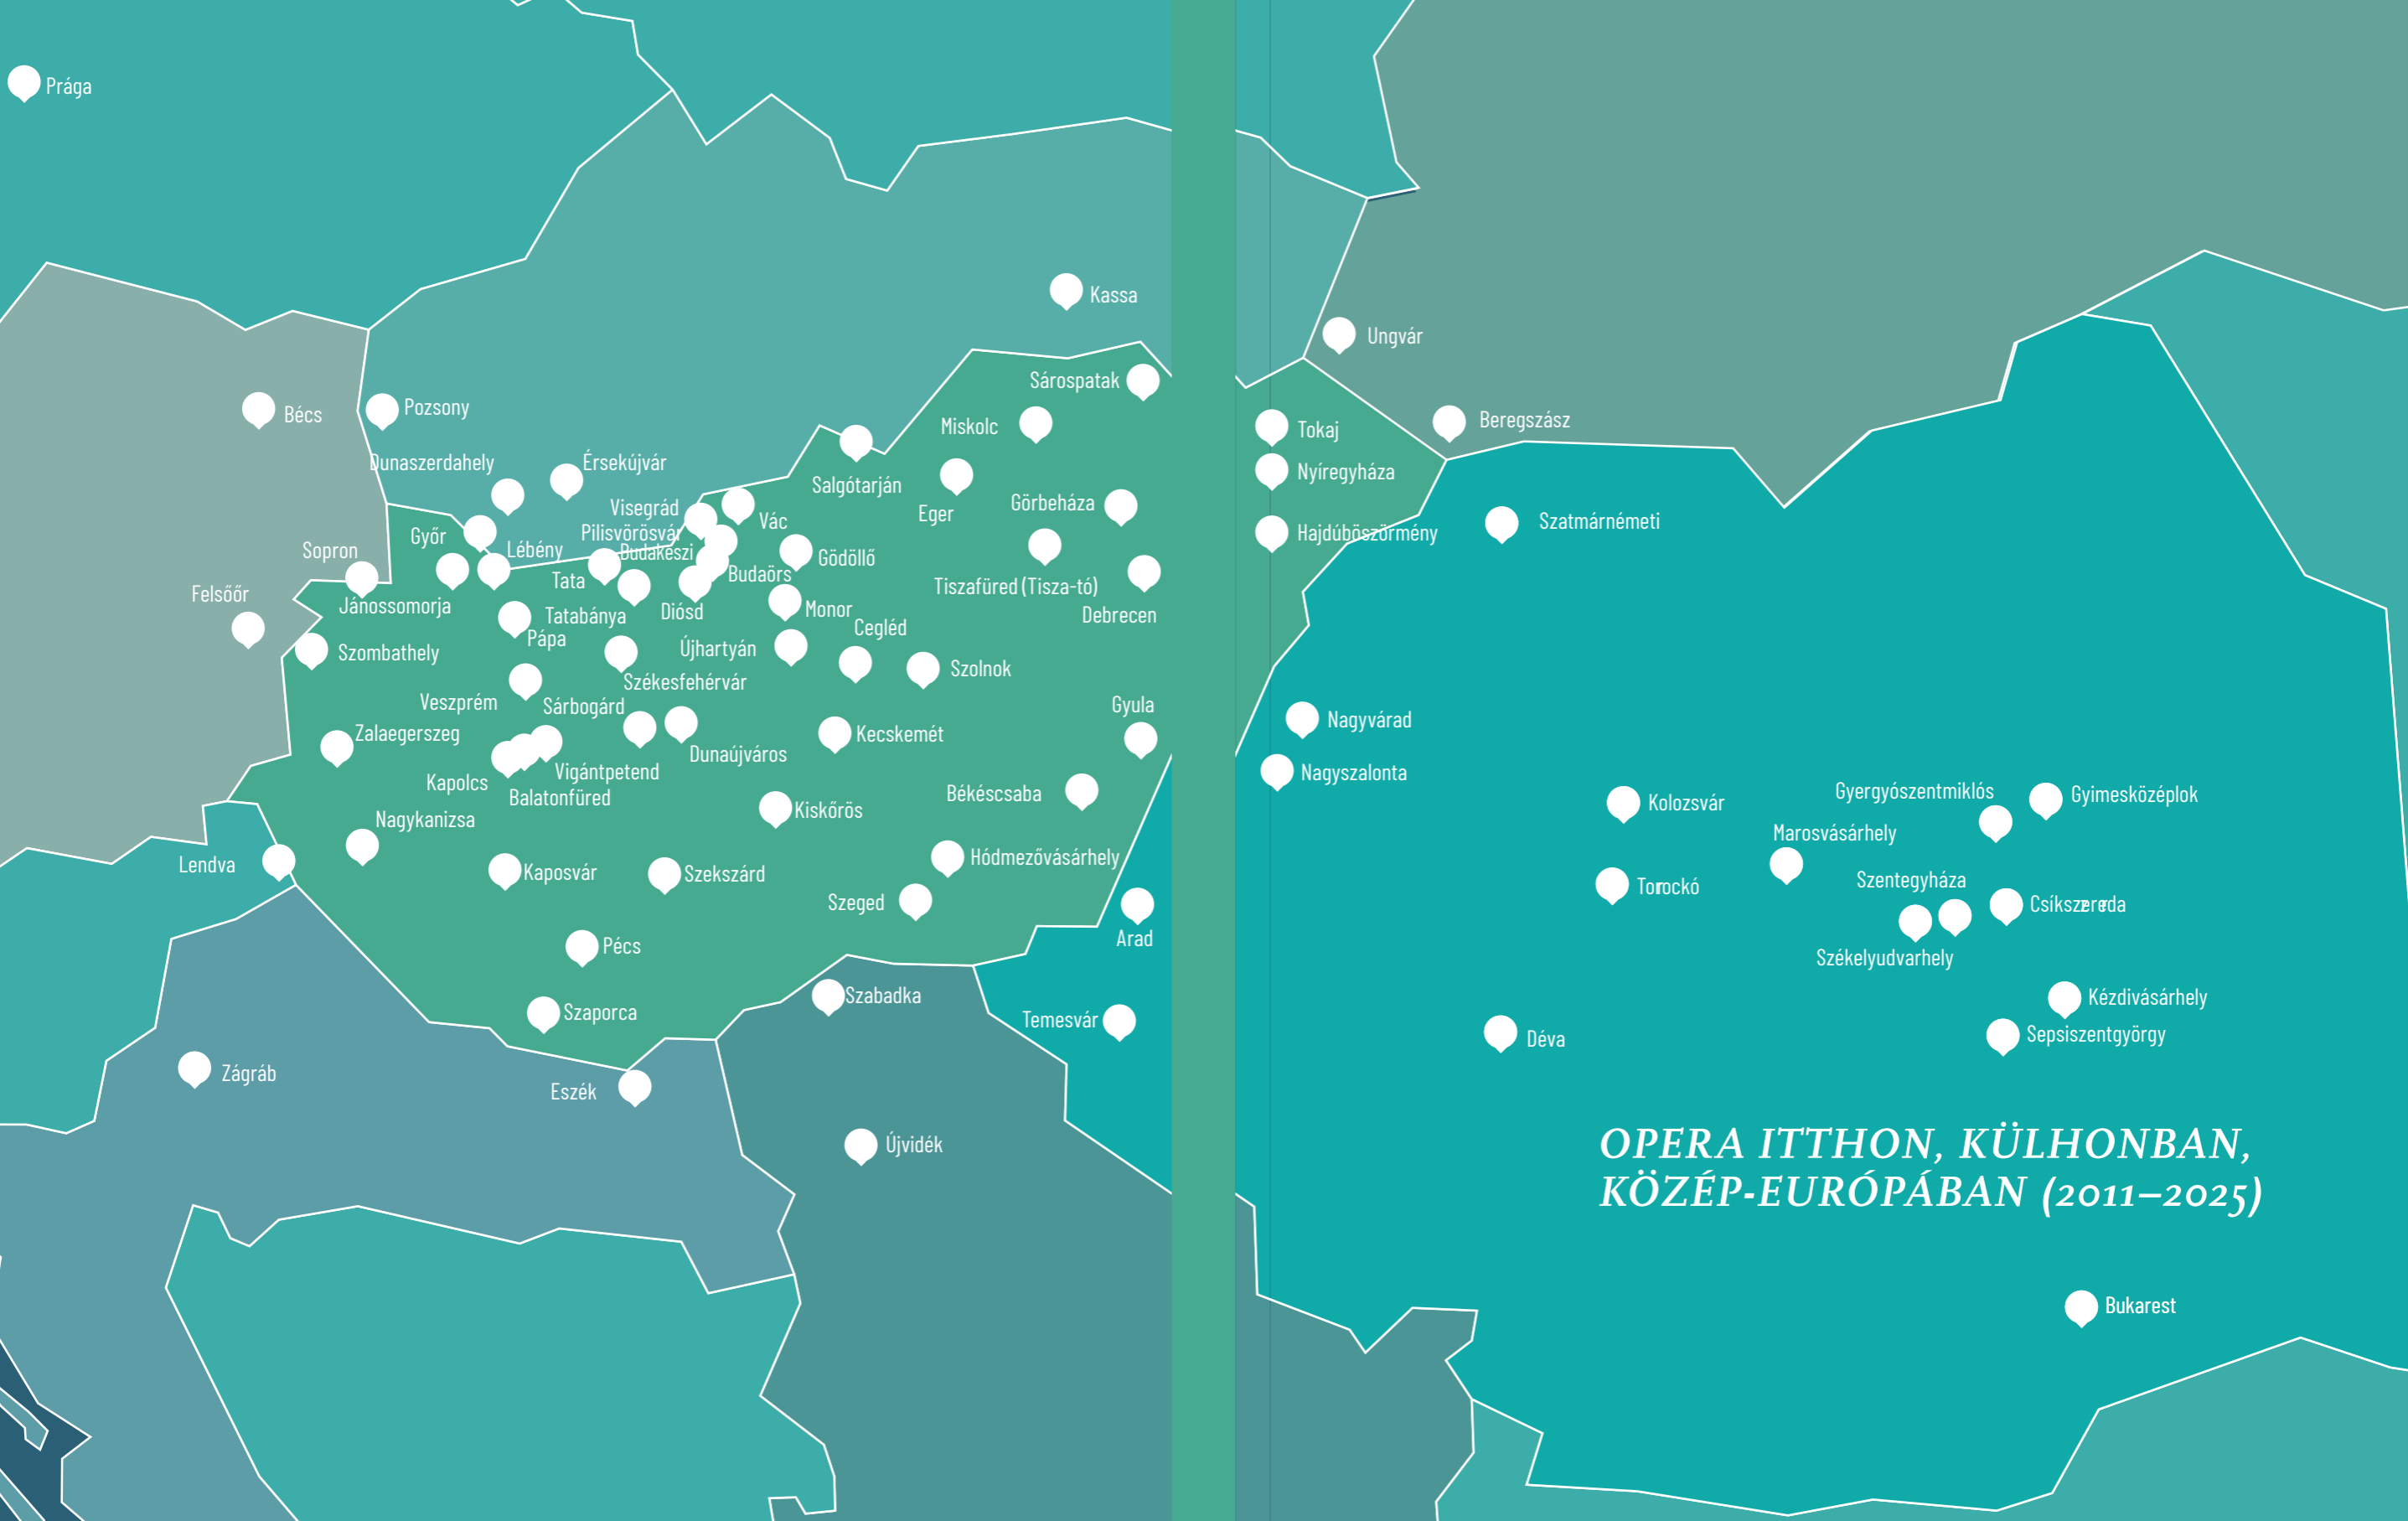 Prága
Kassa
Ungvár
Sárospatak
Bécs
Pozsony
Miskolc
Tokaj
Beregszász
Dunaszerdahely
Érsekújvár
Salgótarján
Nyíregyháza
Visegrád
Vác
Eger
Görbeháza
Szatmárnémeti
Pilisvörösvár
Hajdúböszörmény
Győr
Sopron
Lébény
Budakeszi
Gödöllő
Tata
Budaörs
Tiszafüred (Tisza-tó)
Felsőőr
Jánossomorja
Tatabánya
Diósd
Monor
Debrecen
Pápa
Cegléd
Szombathely
Újhartyán
Szolnok
Székesfehérvár
Veszprém
Sárbogárd
Gyula
Nagyvárad
Zalaegerszeg
Dunaújváros
Kecskemét
Vigántpetend
Nagyszalonta
Kapolcs
Balatonfüred
Békéscsaba
Gyergyószentmiklós
Gyimesközéplok
Kolozsvár
Nagykanizsa
Kiskőrös
Marosvásárhely
Lendva
Kaposvár
Szekszárd
Hódmezővásárhely
Szentegyháza
Torockó
Szeged
Csíkszereda
Arad
Pécs
Székelyudvarhely
Szabadka
Kézdivásárhely
Szaporca
Temesvár
Déva
Sepsiszentgyörgy
Zágráb
Eszék
Újvidék
OPERA ITTHON, KÜLHONBAN,
KÖZÉP-EURÓPÁBAN (2011–2025)
Bukarest